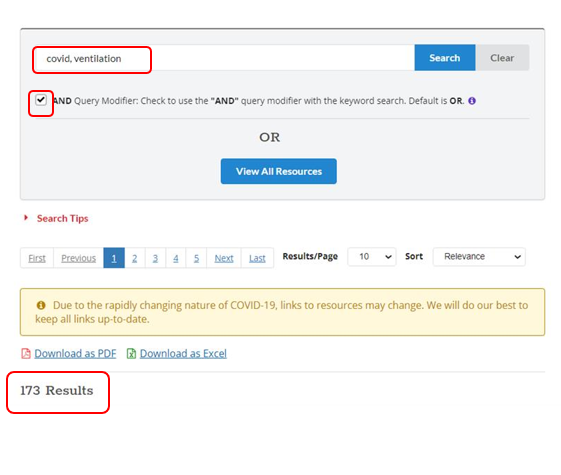 covid, ventilation
Search
Clear
AND Query Modifier: Check to use the "AND" query modifier with the keyword search. Default is OR.
OR
View All Resources
Search Tips
First Previous 1 2 3 4 5 Next Last Results/Page 10 Sort Relevance
Due to the rapidly changing nature of COVID-19, links to resources may change. We will do our best to
keep all links up-to-date.
Download as PDF Download as Excel
173 Results